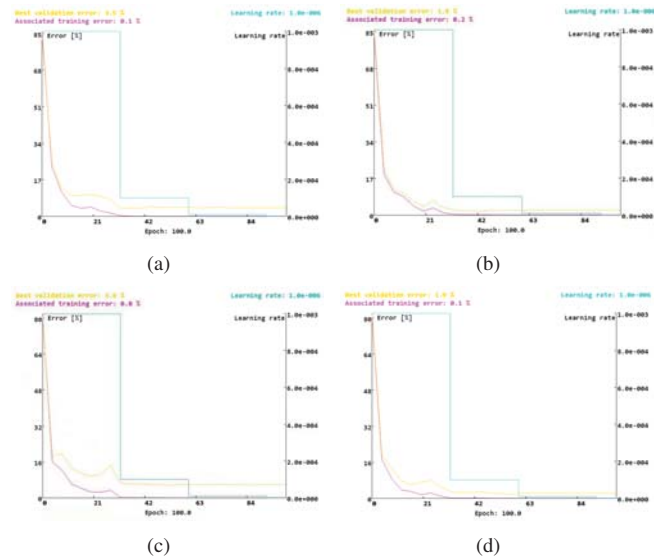 Best validation error: %
Associated training error: 0.1 %
Learning rate: 1.0e-006
85
Error [%]
Learning rate
1.0e-003
68
8.0e-004
51
6.0e-004
34
4.0e-004
17
2.0e-004
0
0.0e+000
0
21
42
63
84
Epoch: 100.0
(a)
Best validation error: %
Associated training error: 0.2 %
Learning rate: 1.0e-006
85
Error [%]
Learning rate
1.0e-003
68
8.0e-004
51
6.0e-004
34
4.0e-004
17
2.0e-004
0
0.0e+000
0
21
42
63
84
Epoch: 100.0
(b)
Best validation error: %
Associated training error: 0.0 %
Learning rate: 1.0e-006
80
Error [%]
Learning rate
1.0e-003
64
8.0e-004
48
6.0e-004
32
4.0e-004
16
2.0e-004
0
0.0e+000
0
21
42
63
84
Epoch: 100.0
(c)
Best validation error: %
Associated training error: 0.1 %
Learning rate: 1.0e-006
80
Error [%]
Learning rate
1.0e-003
64
8.0e-004
48
6.0e-004
32
4.0e-004
16
2.0e-004
0
0.0e+000
0
21
42
63
84
Epoch: 100.0
(d)